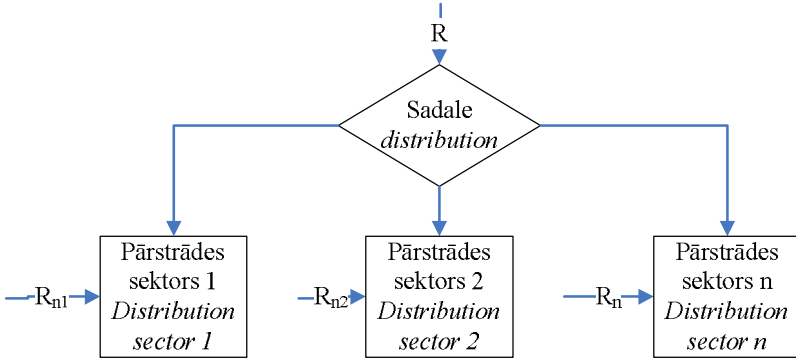 R
Sadale
distribution
Pārstrādes
sektors 1
Distribution
sector 1
Pārstrādes
sektors 2
Distribution
sector 2
Pārstrādes
sektors n
Distribution
sector n
Rn1
Rn2
Rn